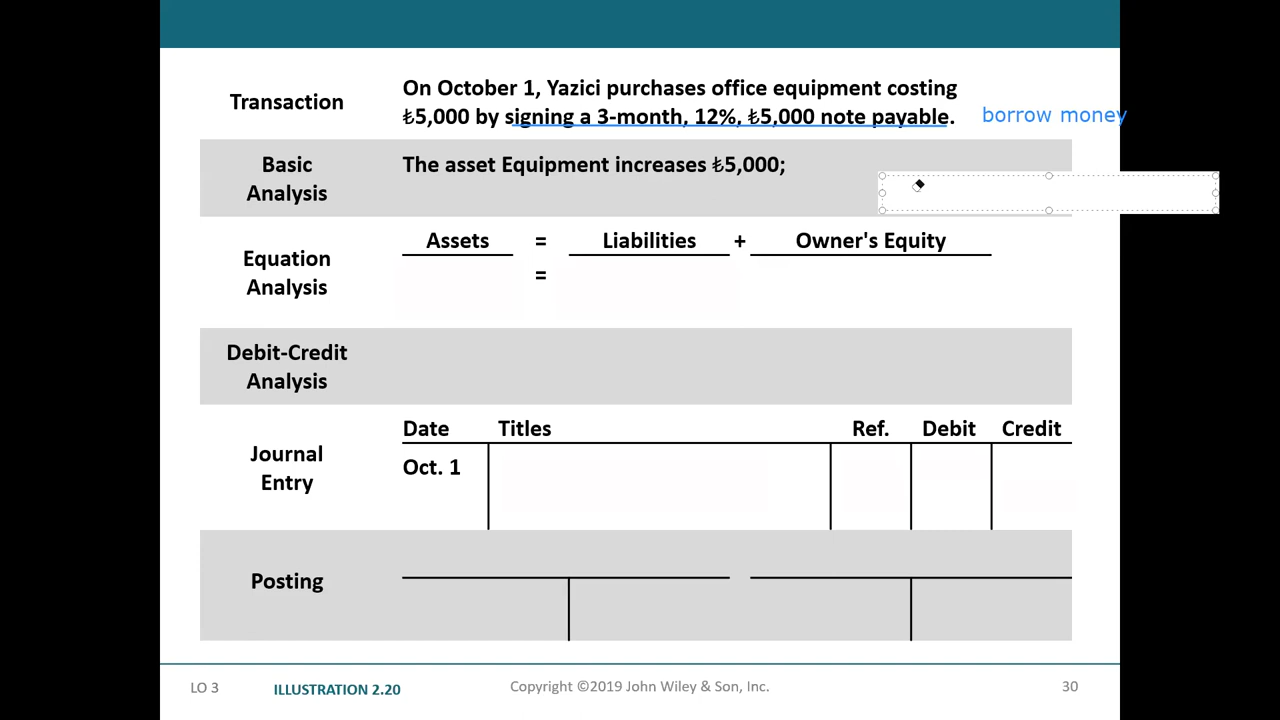 Transaction
On October 1, Yazici purchases office equipment costing
₺5,000 by signing a 3-month, 12%, ₺5,000 note payable.
borrow money
Basic
Analysis
The asset Equipment increases ₺5,000;
Equation
Analysis
Assets = Liabilities + Owner's Equity
=
Debit-Credit
Analysis
Journal
Entry
Date Titles Ref. Debit Credit
Oct. 1
Posting
LO 3 ILLUSTRATION 2.20 Copyright ©2019 John Wiley & Son, Inc. 30